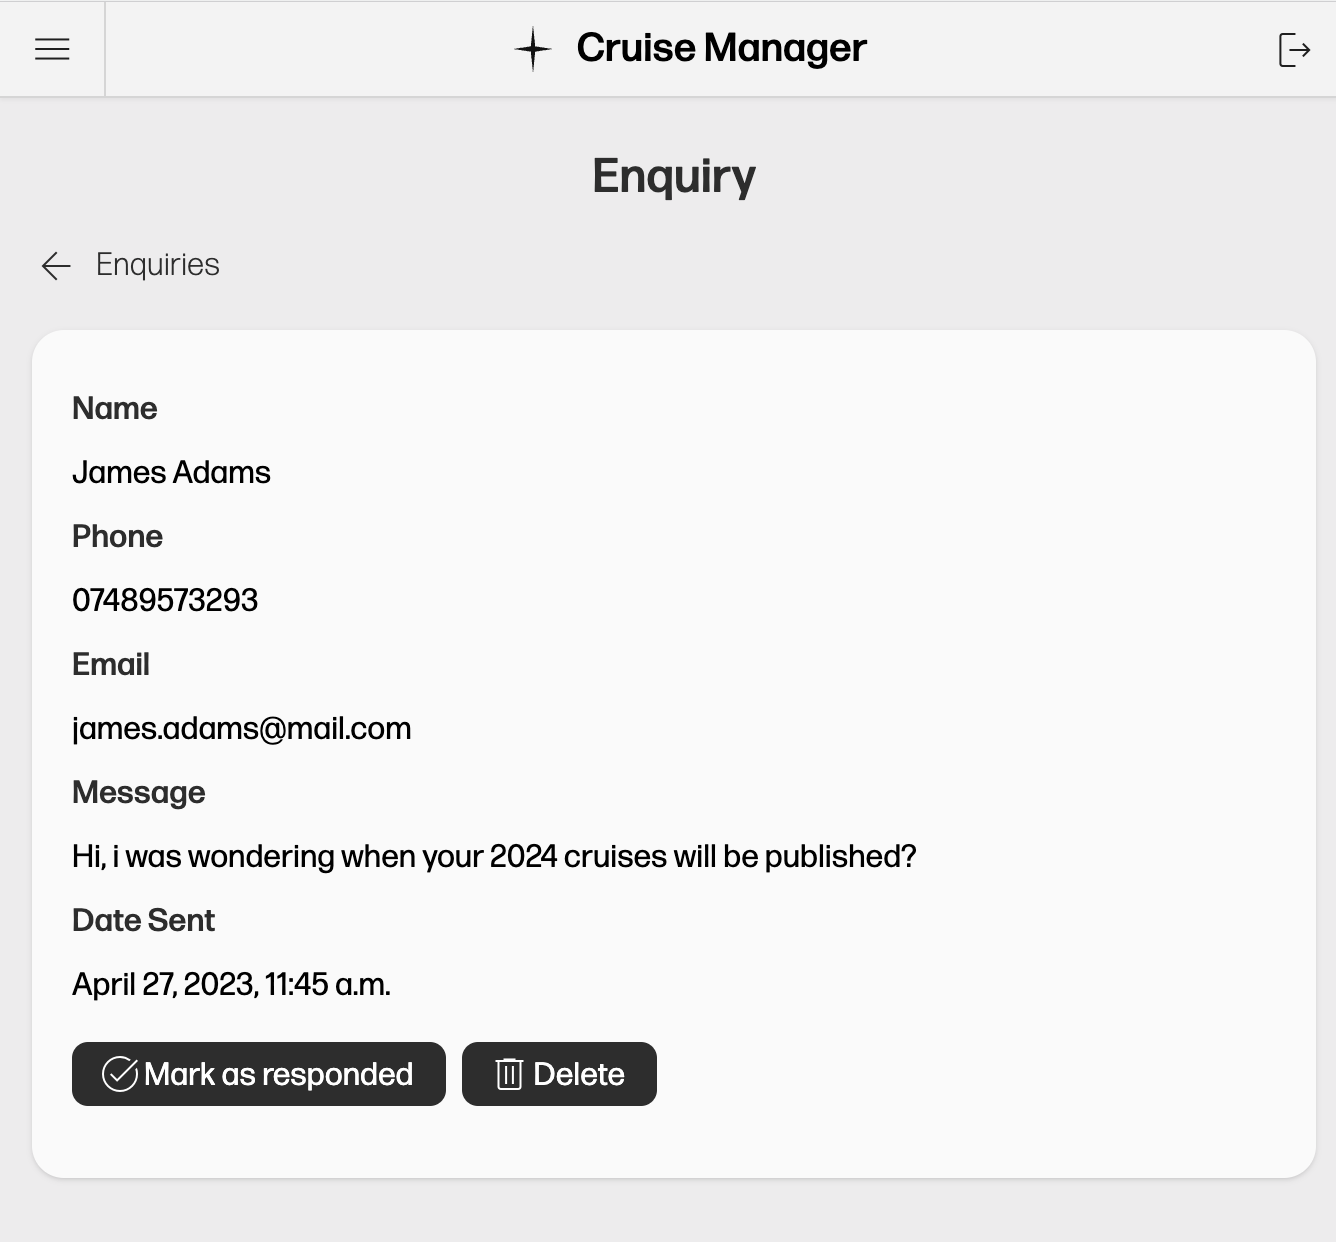 Cruise Manager
Enquiry
Enquiries
Name
James Adams
Phone
07489573293
Email
james.adams@mail.com
Message
Hi, i was wondering when your 2024 cruises will be published?
Date Sent
April 27, 2023, 11:45 a.m.
Mark as responded
Delete